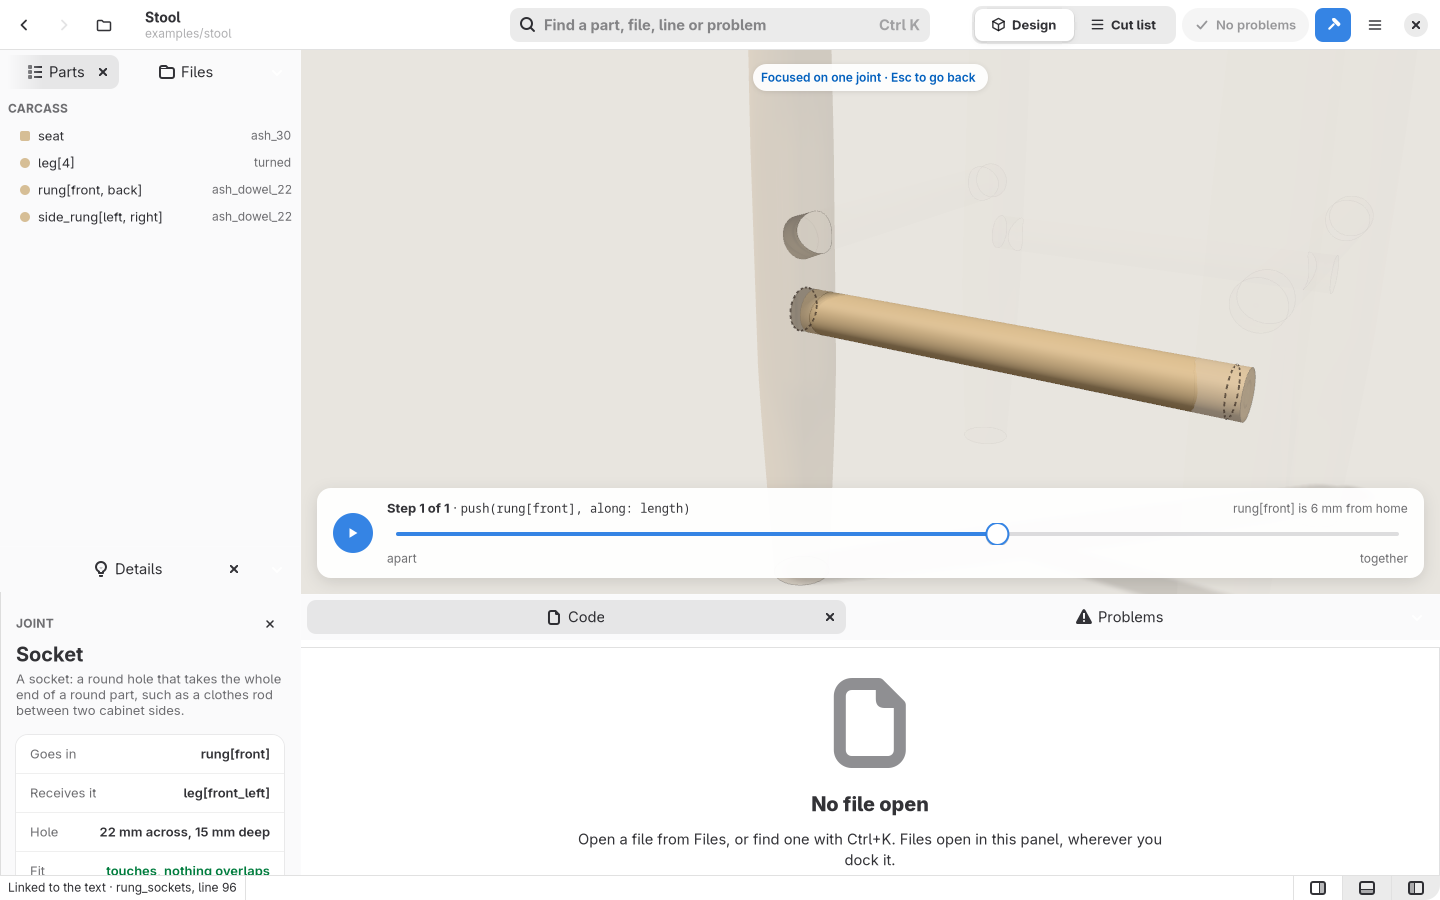 Stool
examples/stool
Find a part, file, line or problem
Ctrl K
Design
Cut list
No problems
Parts
Files
CARCASS
seat
ash_30
leg[4]
turned
rung[front, back]
ash_dowel_22
side_rung[left, right]
ash_dowel_22
Focused on one joint · Esc to go back
Step 1 of 1 · push(rung[front], along: length)
rung[front] is 6 mm from home
apart
together
Details
JOINT
Socket
A socket: a round hole that takes the whole
end of a round part, such as a clothes rod
between two cabinet sides.
Goes in
rung[front]
Receives it
leg[front_left]
Hole
22 mm across, 15 mm deep
Fit
touches, nothing overlaps
Code
Problems
No file open
Open a file from Files, or find one with Ctrl+K. Files open in this panel, wherever you
dock it.
Linked to the text · rung_sockets, line 96